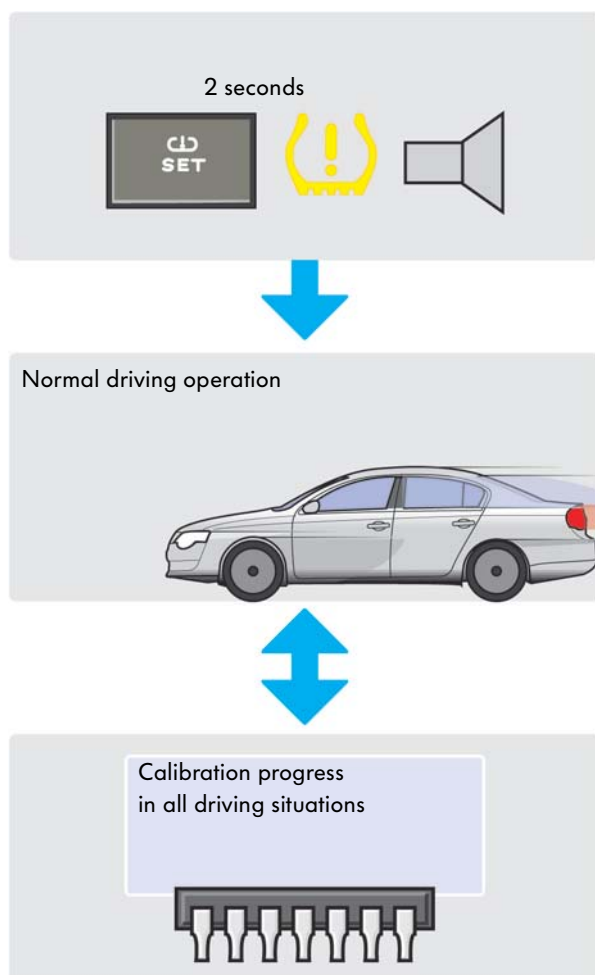 2 seconds
SET
Normal driving operation
Calibration progress
in all driving situations